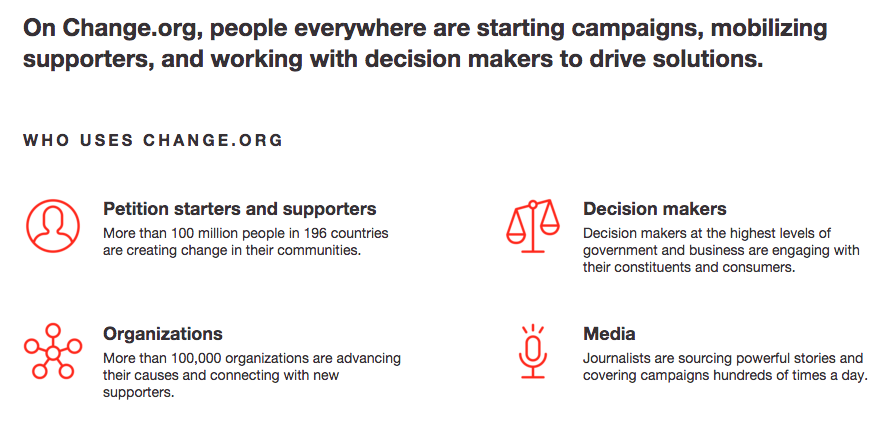 On Change.org, people everywhere are starting campaigns, mobilizing
supporters, and working with decision makers to drive solutions.
WHO USES CHANGE.ORG
Petition starters and supporters
More than 100 million people in 196 countries
are creating change in their communities.
Decision makers
Decision makers at the highest levels of
government and business are engaging with
their constituents and consumers.
Organizations
More than 100,000 organizations are advancing
their causes and connecting with new
supporters.
Media
Journalists are sourcing powerful stories and
covering campaigns hundreds of times a day.